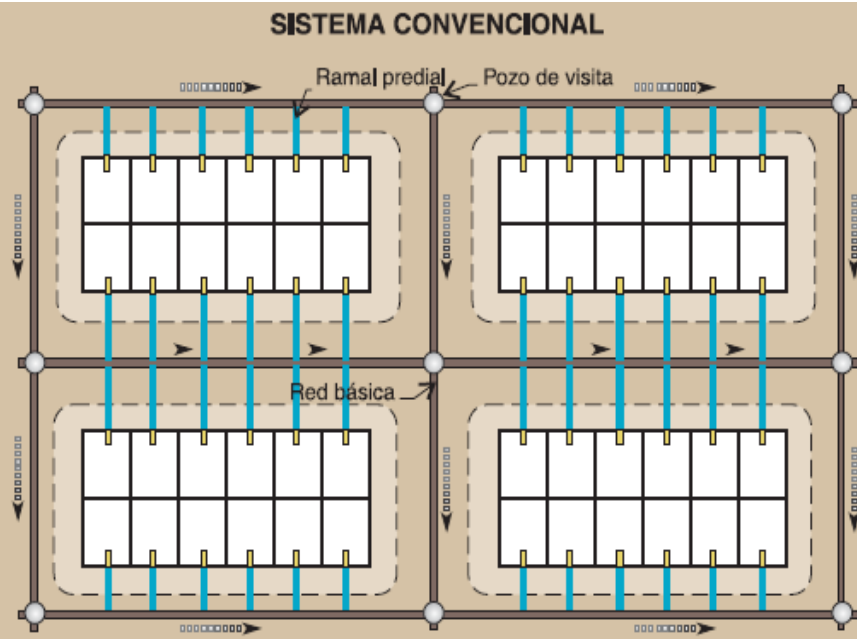 SISTEMA CONVENCIONAL
Ramal predial
Pozo de visita
Red básica